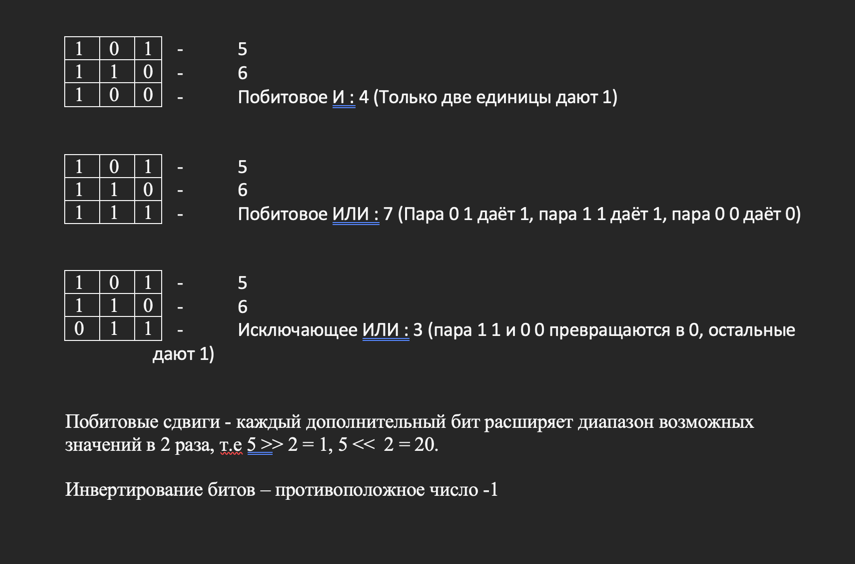 1 0 1 - 5
1 1 0 - 6
1 0 0 - Побитовое И : 4 (Только две единицы дают 1)
1 0 1 - 5
1 1 0 - 6
1 1 1 - Побитовое ИЛИ : 7 (Пара 0 1 даёт 1, пара 1 1 даёт 1, пара 0 0 даёт 0)
1 0 1 - 5
1 1 0 - 6
0 1 1 - Исключающее ИЛИ : 3 (пара 1 1 и 0 0 превращаются в 0, остальные
дают 1)
Побитовые сдвиги - каждый дополнительный бит расширяет диапазон возможных
значений в 2 раза, т.е 5 >> 2 = 1, 5 << 2 = 20.
Инвертирование битов – противоположное число -1